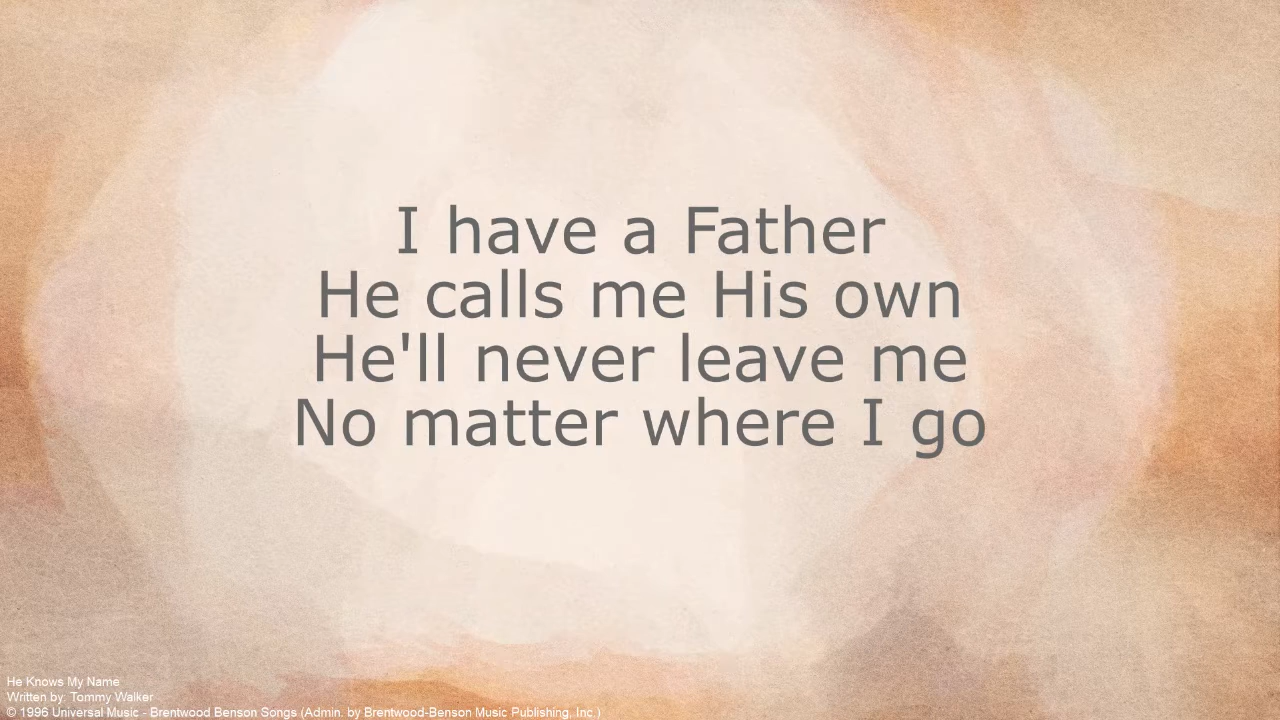 I have a Father
He calls me His own
He'll never leave me
No matter where I go
He Knows My Name
Written by: Tommy Walker
© 1996 Universal Music - Brentwood Benson Songs (Admin. by Brentwood-Benson Music Publishing, Inc.)